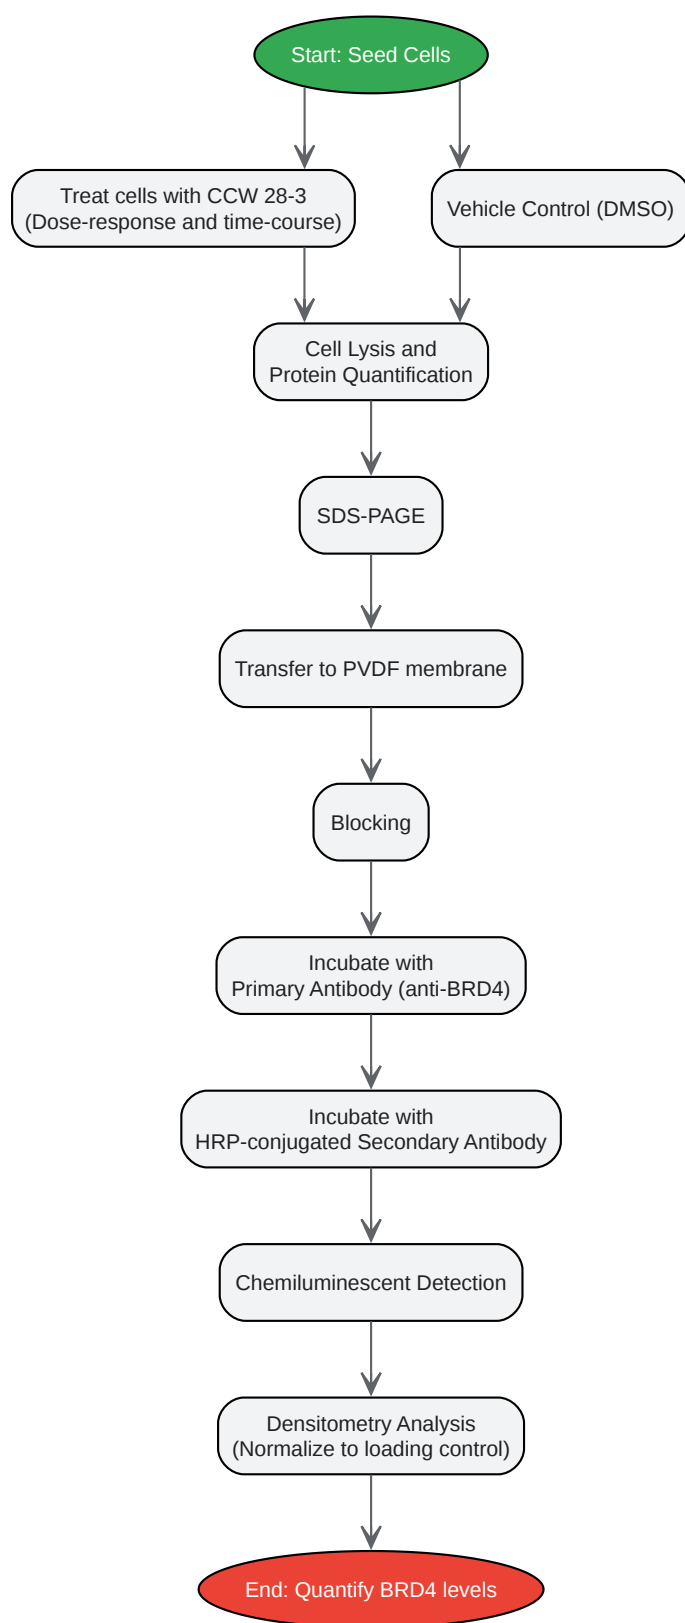 Start: Seed Cells
Treat cells with CCW 28-3
(Dose-response and time-course)
Vehicle Control (DMSO)
Cell Lysis and
Protein Quantification
SDS-PAGE
Transfer to PVDF membrane
Blocking
Incubate with
Primary Antibody (anti-BRD4)
Incubate with
HRP-conjugated Secondary Antibody
Chemiluminescent Detection
Densitometry Analysis
(Normalize to loading control)
End: Quantify BRD4 levels